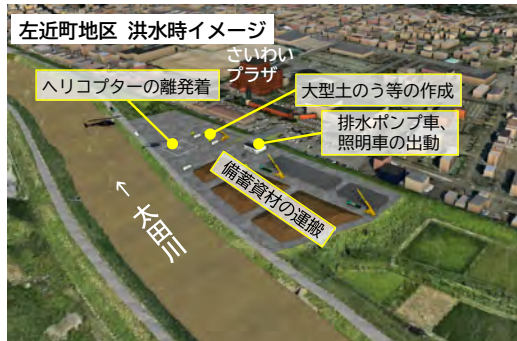 左近町地区 洪水時イメージ
さいわい
プラザ
ヘリコプターの離発着
大型土のう等の作成
排水ポンプ車、
照明車の出動
備蓄資材の運搬
↑
太田川